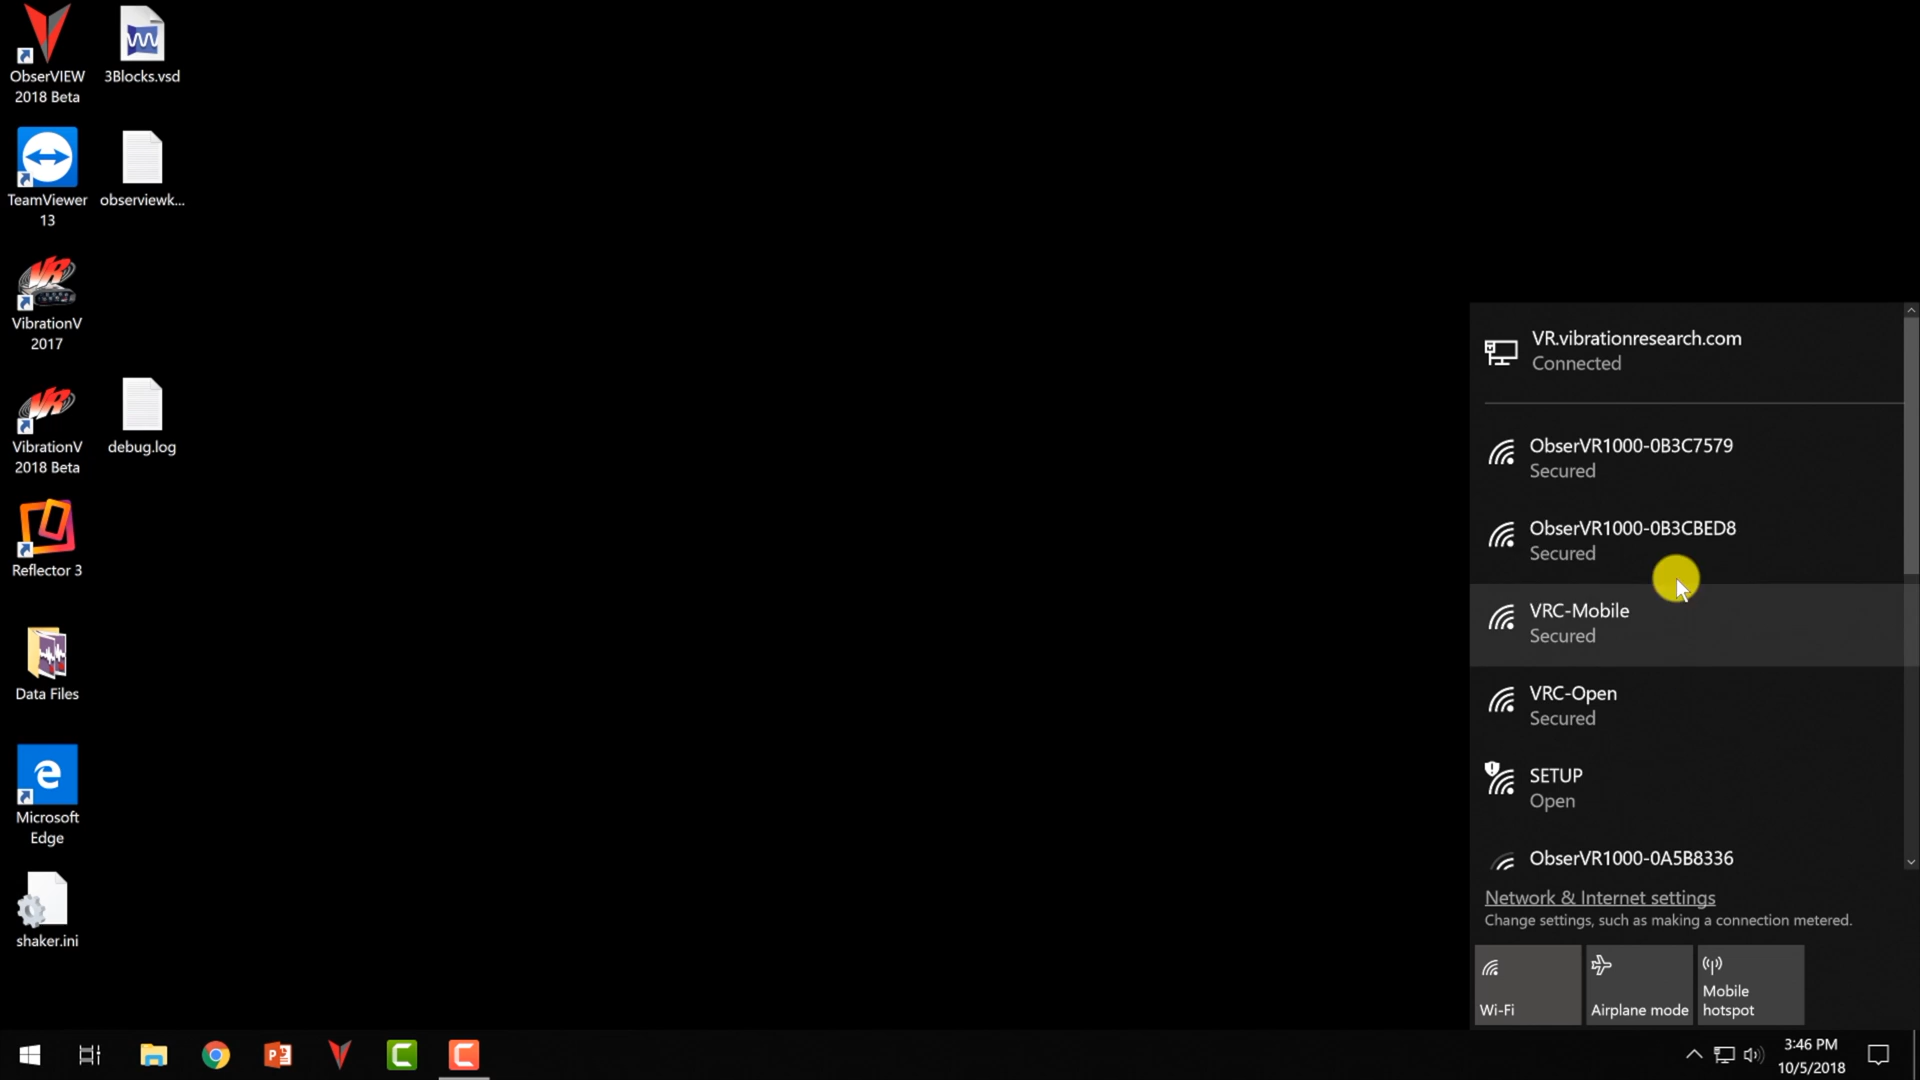 ObserVIEW
2018 Beta
3Blocks.vsd
TeamViewer
13
observiewk...
VibrationV
2017
VibrationV
2018 Beta
debug.log
Reflector 3
Data Files
Microsoft
Edge
shaker.ini
VR.vibrationresearch.com
Connected
ObserVR1000-0B3C7579
Secured
ObserVR1000-0B3CBED8
Secured
VRC-Mobile
Secured
VRC-Open
Secured
SETUP
Open
ObserVR1000-0A5B8336
Network & Internet settings
Change settings, such as making a connection metered.
Wi-Fi
Airplane mode
Mobile
hotspot
3:46 PM
10/5/2018